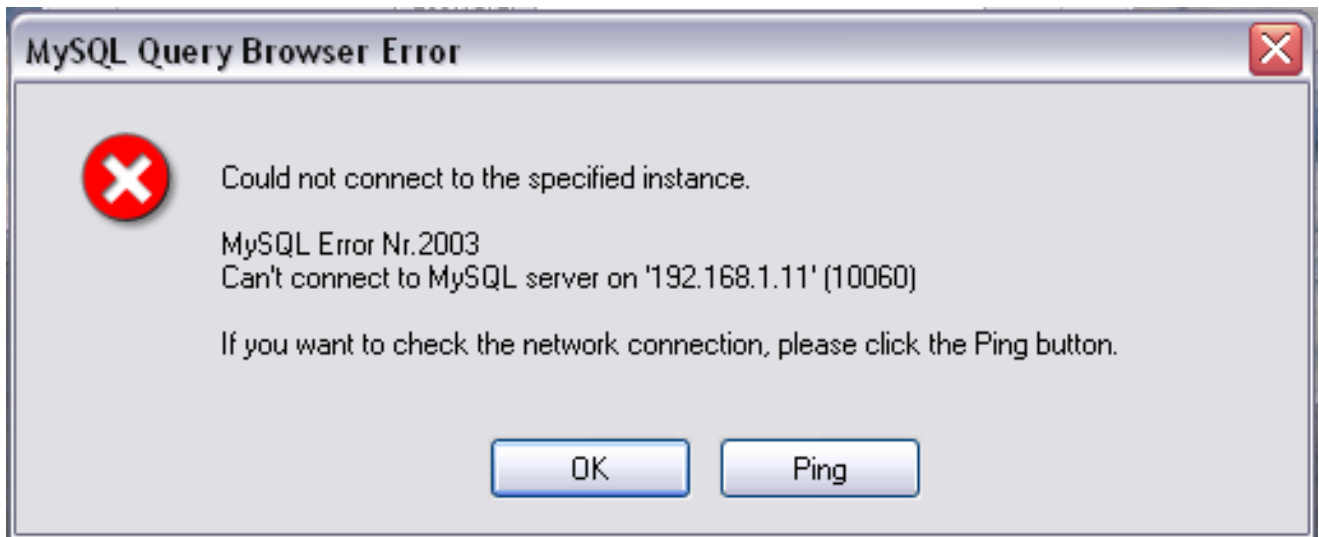 MySQL Query Browser Error
Could not connect to the specified instance.
MySQL Error Nr.2003
Can't connect to MySQL server on '192.168.1.11' (10060)
If you want to check the network connection, please click the Ping button.
OK
Ping